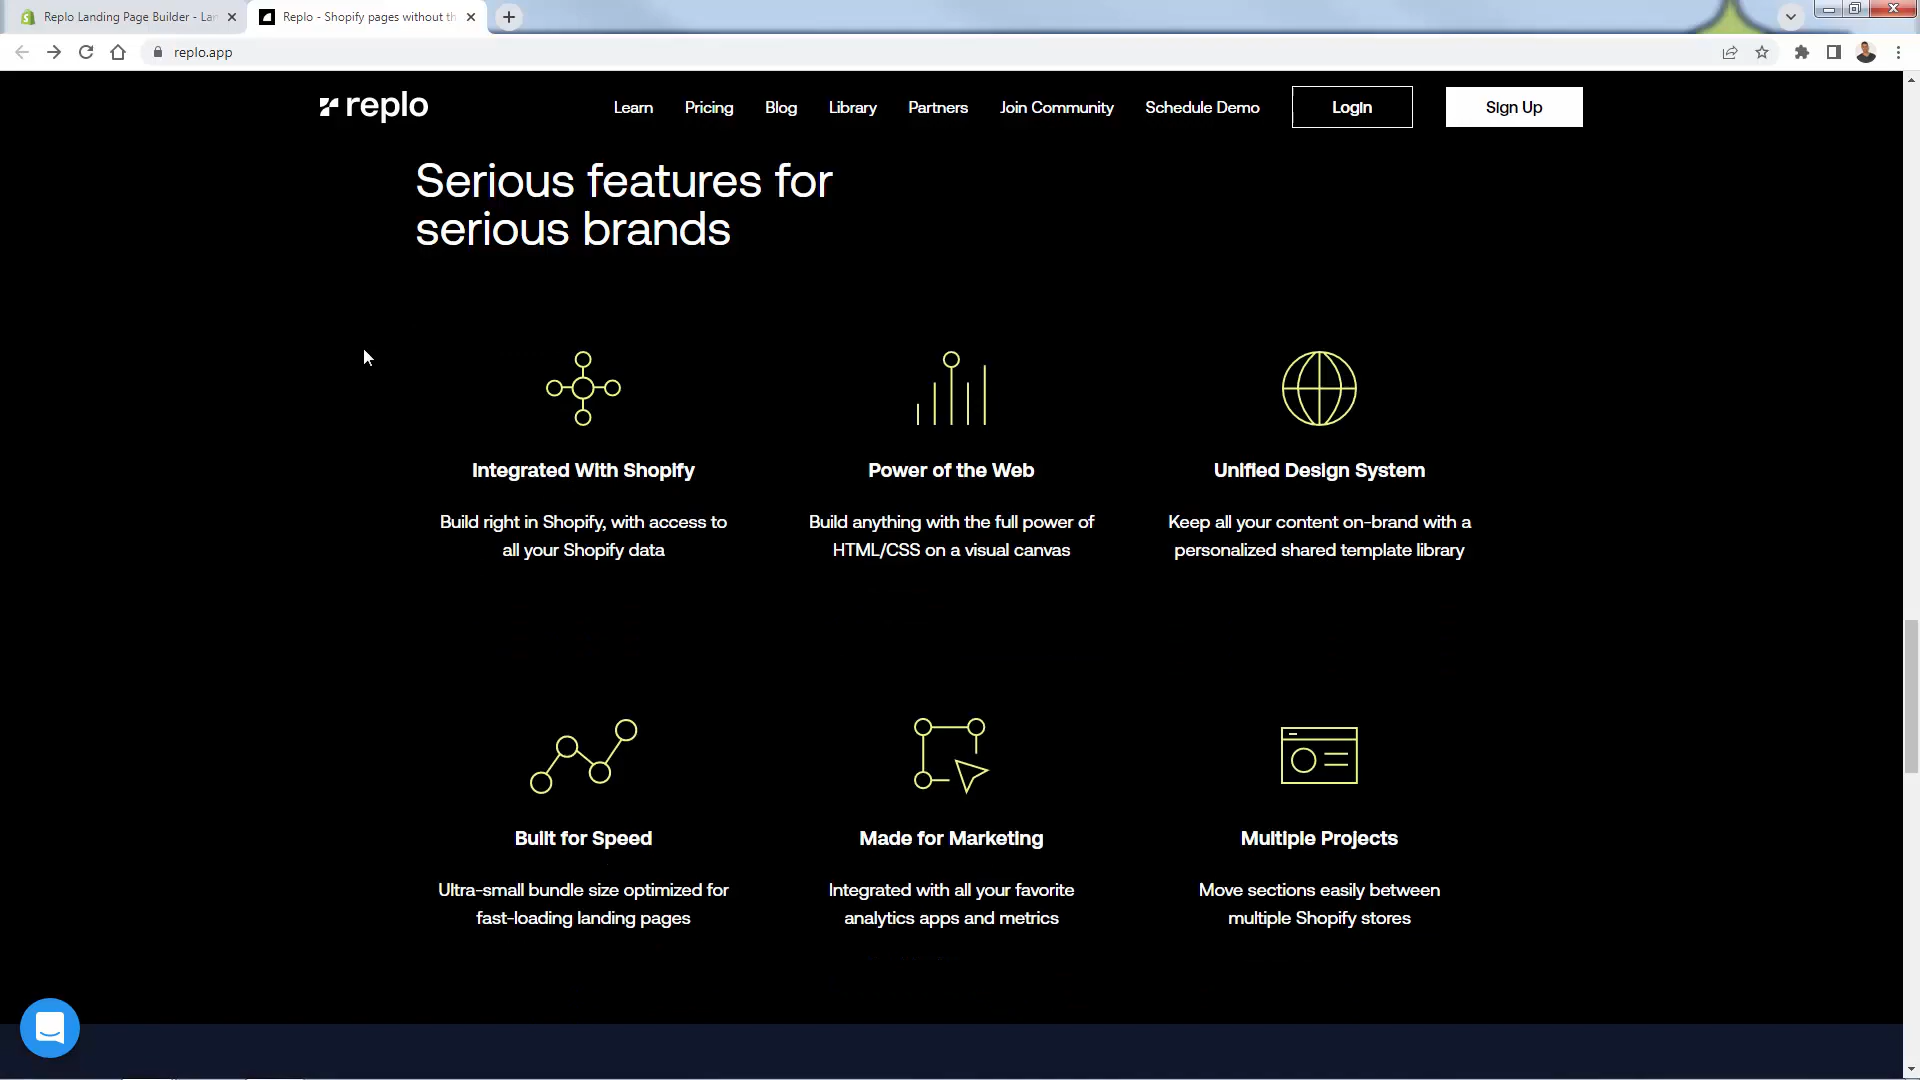 Replo Landing Page Builder - Lan
Replo - Shopify pages without th
replo.app
replo
Learn
Pricing
Blog
Library
Partners
Join Community
Schedule Demo
Login
Sign Up
Serious features for
serious brands
Integrated With Shopify
Build right in Shopify, with access to
all your Shopify data
Power of the Web
Build anything with the full power of
HTML/CSS on a visual canvas
Unified Design System
Keep all your content on-brand with a
personalized shared template library
Built for Speed
Ultra-small bundle size optimized for
fast-loading landing pages
Made for Marketing
Integrated with all your favorite
analytics apps and metrics
Multiple Projects
Move sections easily between
multiple Shopify stores